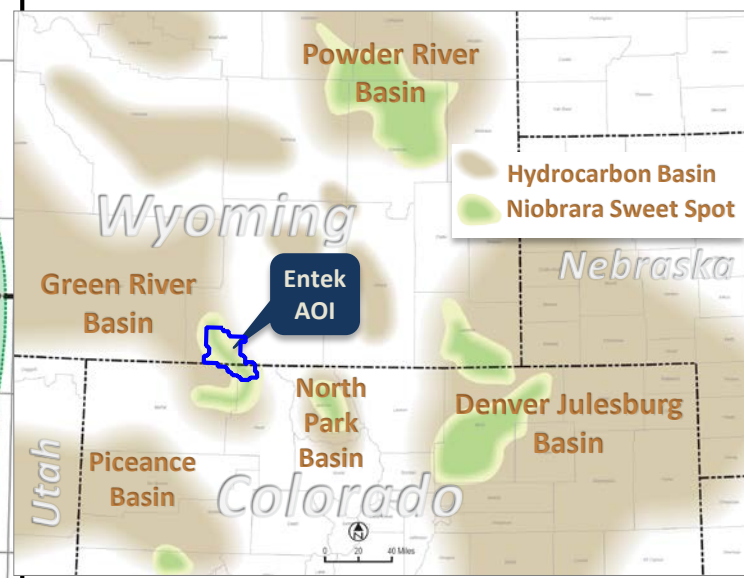 Powder River
Basin
Hydrocarbon Basin
Niobrara Sweet Spot
Wyoming
Nebraska
Green River
Basin
Entek
AOI
North
Park
Basin
Denver Julesburg
Basin
Piceance
Basin
Utah
Colorado
N
0 20 40 Miles